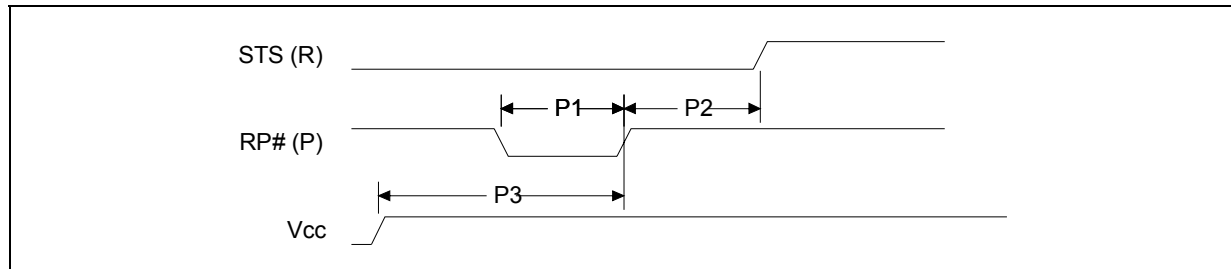 STS (R)
P1
P2
RP# (P)
P3
Vcc